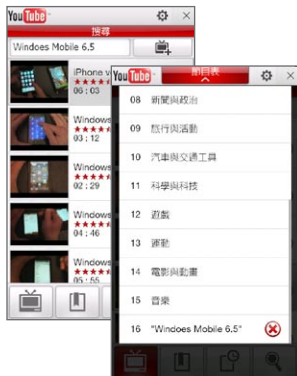 YouTube
搜尋
Windoes Mobile 6.5
iPhone v
06 : 03
Windows
03 : 12
Windows
02 : 29
Windows
04 : 46
Windows
05 : 55
YouTube
節目表
08 新聞與政治
09 旅行與活動
10 汽車與交通工具
11 科學與科技
12 遊戲
13 運動
14 電影與動畫
15 音樂
16 "Windoes Mobile 6.5"